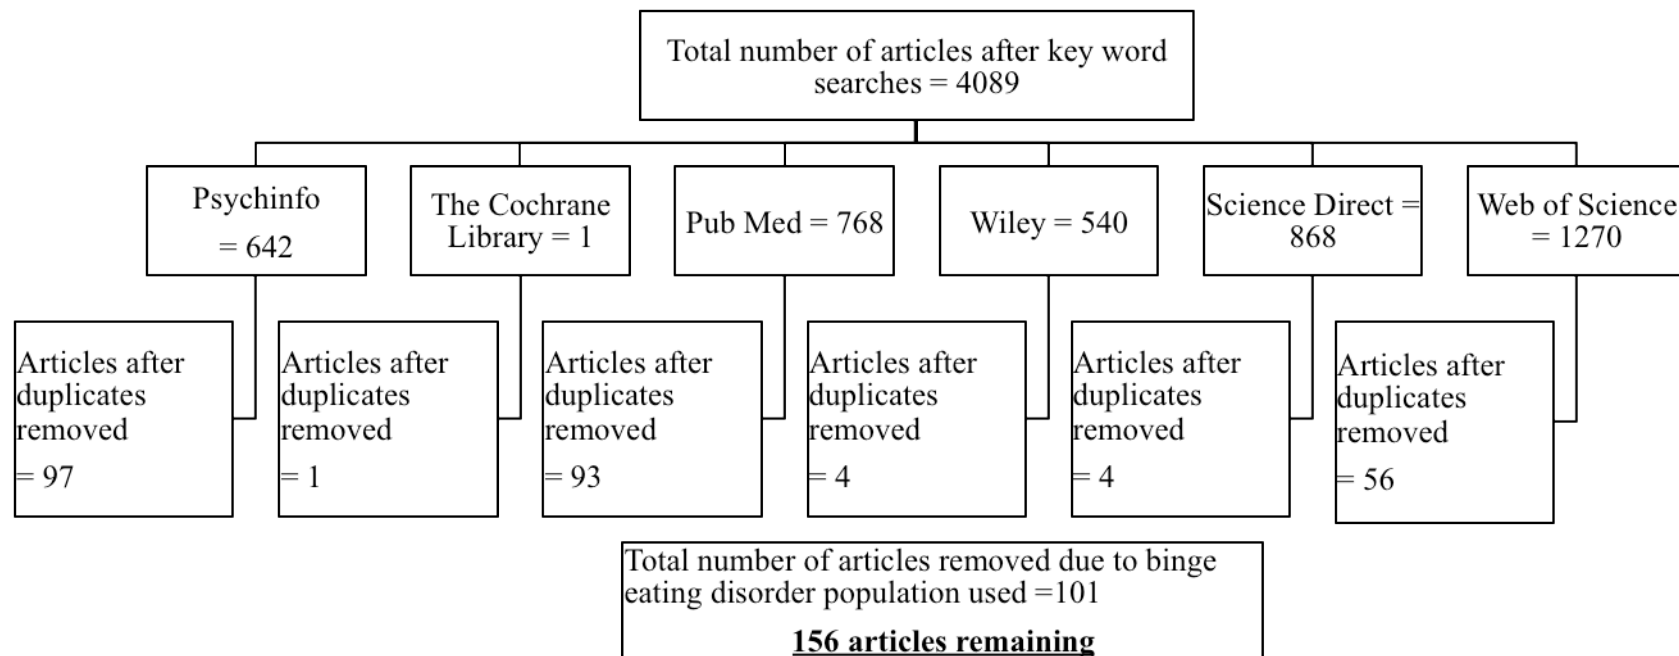 Total number of articles after key word
searches = 4089
Psychinfo
= 642
The Cochrane
Library = 1
Pub Med = 768
Wiley = 540
Science Direct =
868
Web of Science
= 1270
Articles after
duplicates
removed
= 97
Articles after
duplicates
removed
= 1
Articles after
duplicates
removed
= 93
Articles after
duplicates
removed
= 4
Articles after
duplicates
removed
= 4
Articles after
duplicates
removed
= 56
Total number of articles removed due to binge
eating disorder population used =101
156 articles remaining